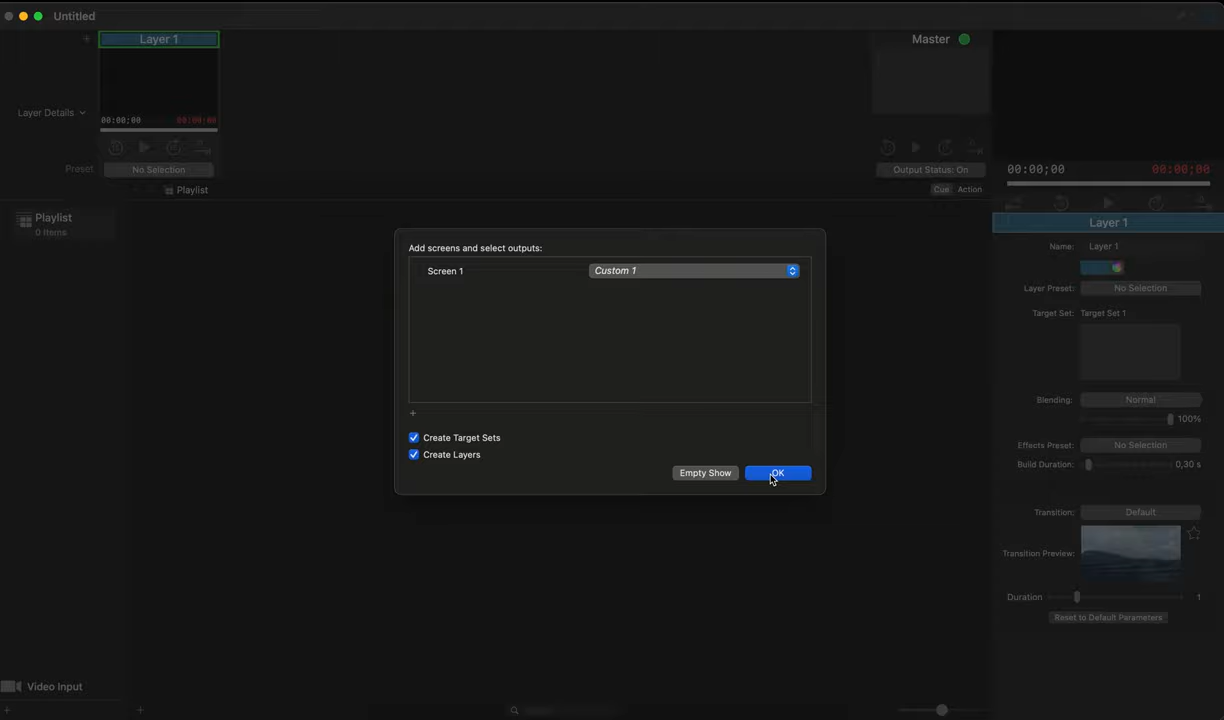 Untitled
Layer 1
Master
Layer Details
00:00;00
00:00;00
Preset
No Selection
Output Status: On
00:00;00
00:00;00
Playlist
Cue
Action
Playlist
0 Items
Layer 1
Name:
Layer 1
Layer Preset:
No Selection
Target Set:
Target Set 1
Blending:
Normal
100%
Effects Preset:
No Selection
Build Duration:
0,30 s
Transition:
Default
Transition Preview:
Duration
1
Reset to Default Parameters
Add screens and select outputs:
Screen 1
Custom 1
+
Create Target Sets
Create Layers
Empty Show
OK
Video Input
+
+